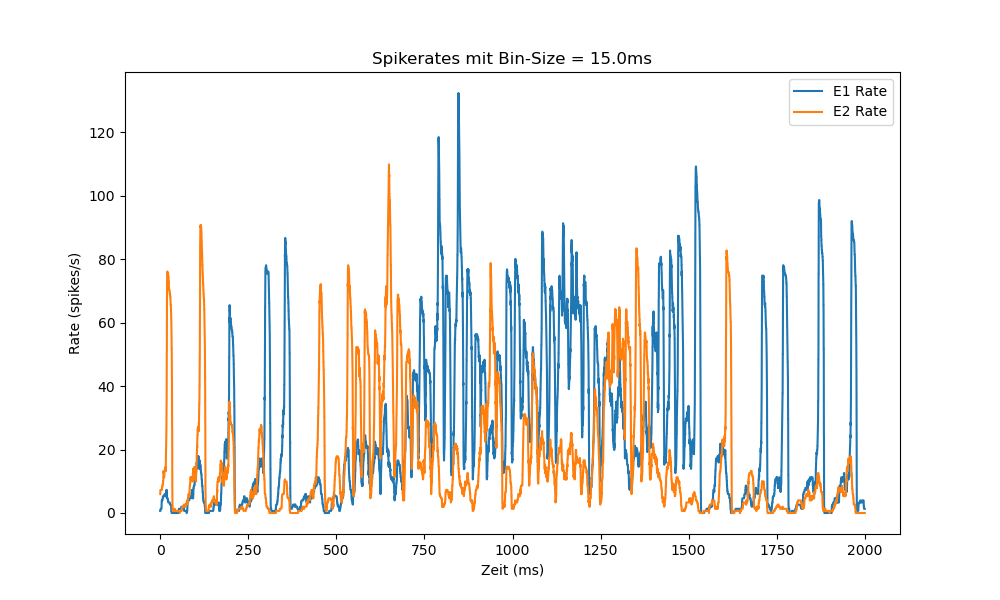 Spikerates mit Bin-Size = 15.0ms
E1 Rate
E2 Rate
120
100
80
60
40
20
0
Rate (spikes/s)
0 250 500 750 1000 1250 1500 1750 2000
Zeit (ms)